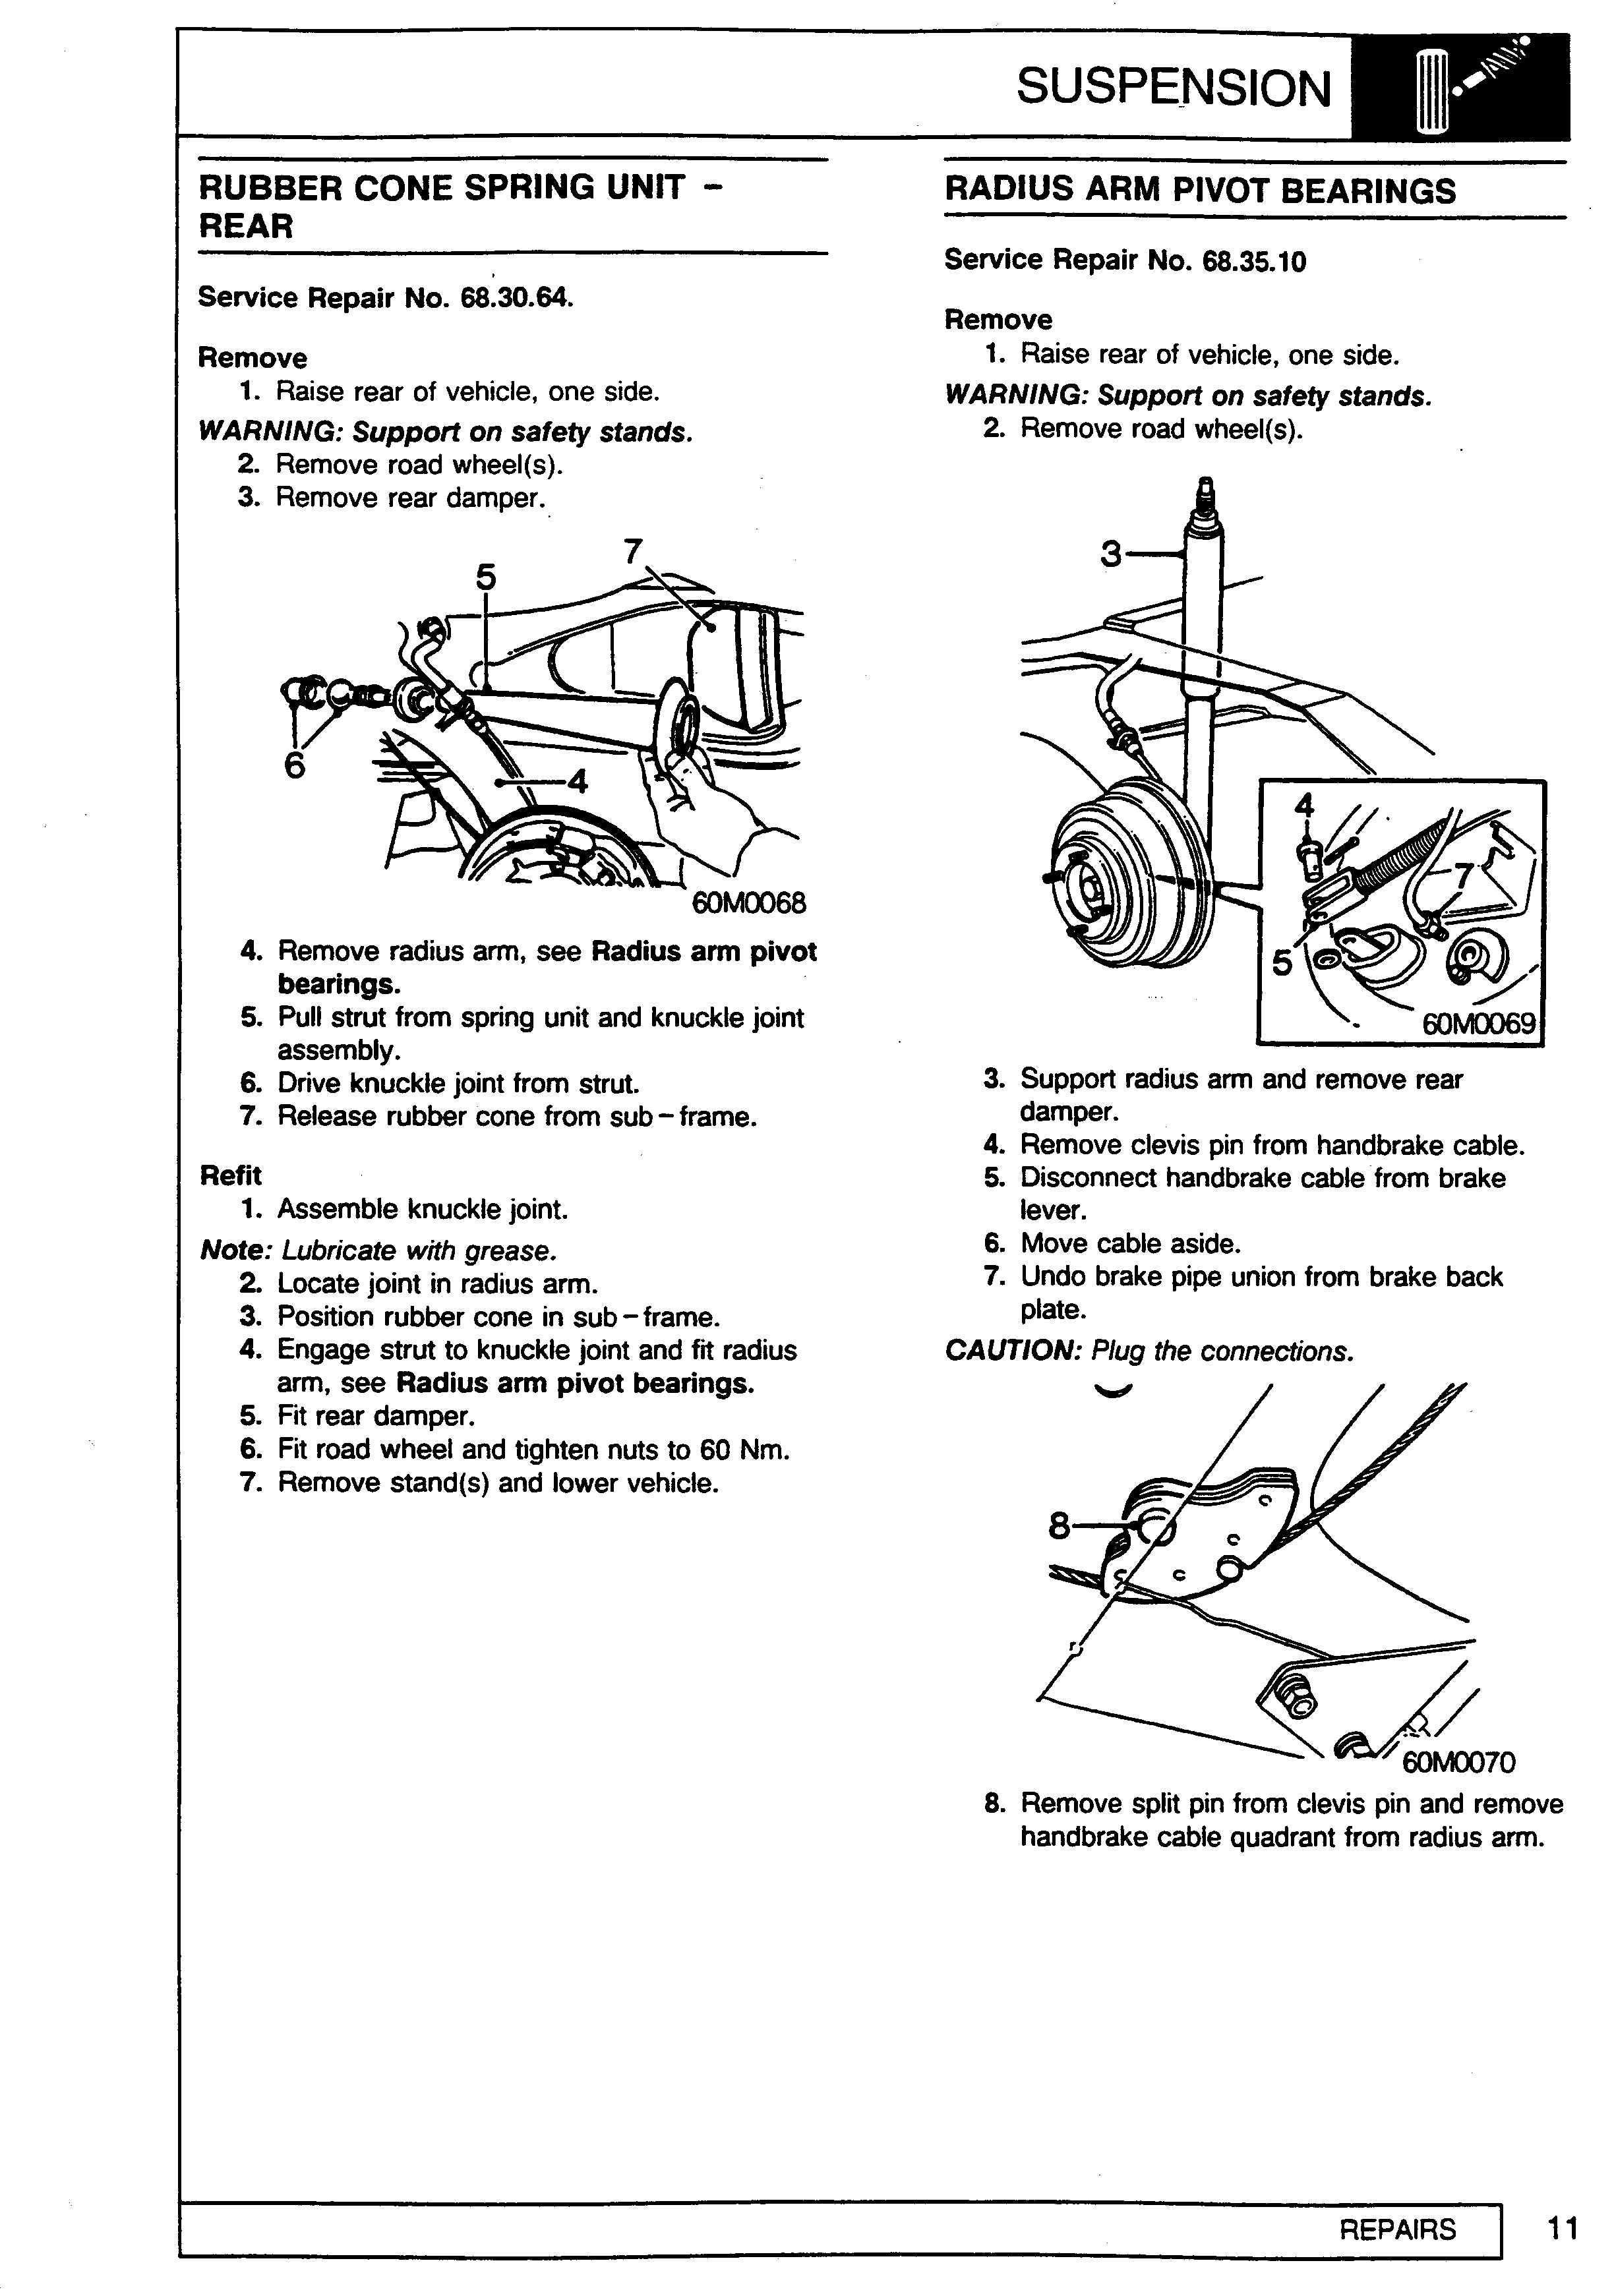 SUSPENSION
RUBBER CONE SPRING UNIT -
REAR
Service Repair No. 68.30.64.
Remove
1. Raise rear of vehicle, one side.
WARNING: Support on safety stands.
2. Remove road wheel(s).
3. Remove rear damper.
7
5
6
4
60M0068
4. Remove radius arm, see Radius arm pivot
bearings.
5. Pull strut from spring unit and knuckle joint
assembly.
6. Drive knuckle joint from strut.
7. Release rubber cone from sub-frame.
Refit
1. Assemble knuckle joint.
Note: Lubricate with grease.
2. Locate joint in radius arm.
3. Position rubber cone in sub-frame.
4. Engage strut to knuckle joint and fit radius
arm, see Radius arm pivot bearings.
5. Fit rear damper.
6. Fit road wheel and tighten nuts to 60 Nm.
7. Remove stand(s) and lower vehicle.
RADIUS ARM PIVOT BEARINGS
Service Repair No. 68.35.10
Remove
1. Raise rear of vehicle, one side.
WARNING: Support on safety stands.
2. Remove road wheel(s).
3
4
7
5
60M0069
3. Support radius arm and remove rear
damper.
4. Remove clevis pin from handbrake cable.
5. Disconnect handbrake cable from brake
lever.
6. Move cable aside.
7. Undo brake pipe union from brake back
plate.
CAUTION: Plug the connections.
8
60M0070
8. Remove split pin from clevis pin and remove
handbrake cable quadrant from radius arm.
REPAIRS
11